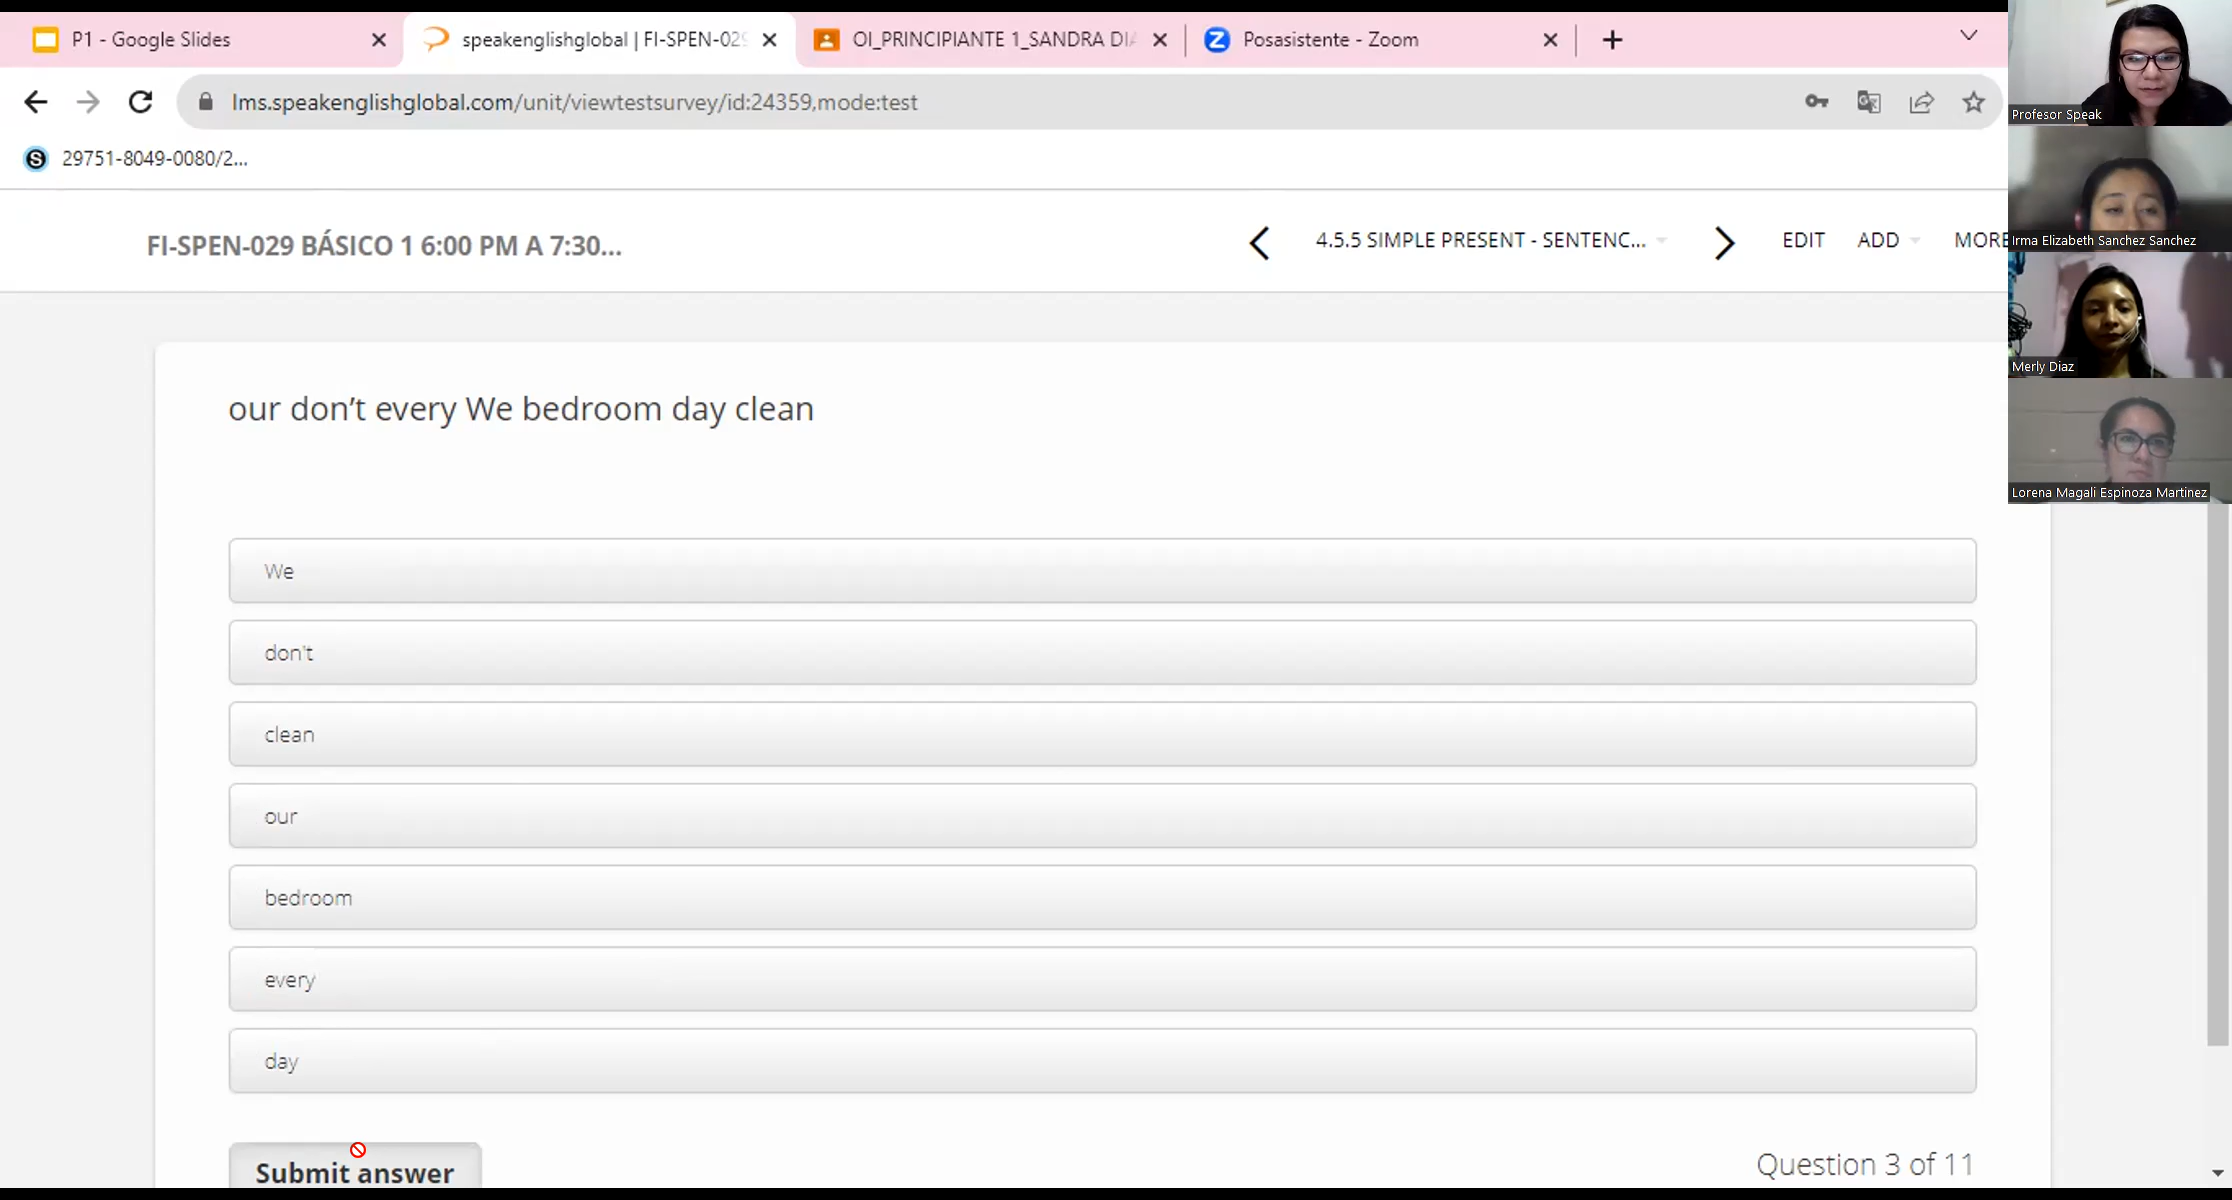 P1 - Google Slides
speakenglishglobal | FI-SPEN-029
OI_PRINCIPIANTE 1_SANDRA DIA
Posasistente - Zoom
lms.speakenglishglobal.com/unit/viewtestsurvey/id:24359,mode:test
29751-8049-0080/2...
FI-SPEN-029 BÁSICO 1 6:00 PM A 7:30...
4.5.5 SIMPLE PRESENT - SENTENC...
EDIT
ADD
MORE
Profesor Speak
Irma Elizabeth Sanchez Sanchez
Merly Diaz
Lorena Magali Espinoza Martinez
our don’t every We bedroom day clean
We
don't
clean
our
bedroom
every
day
Submit answer
Question 3 of 11